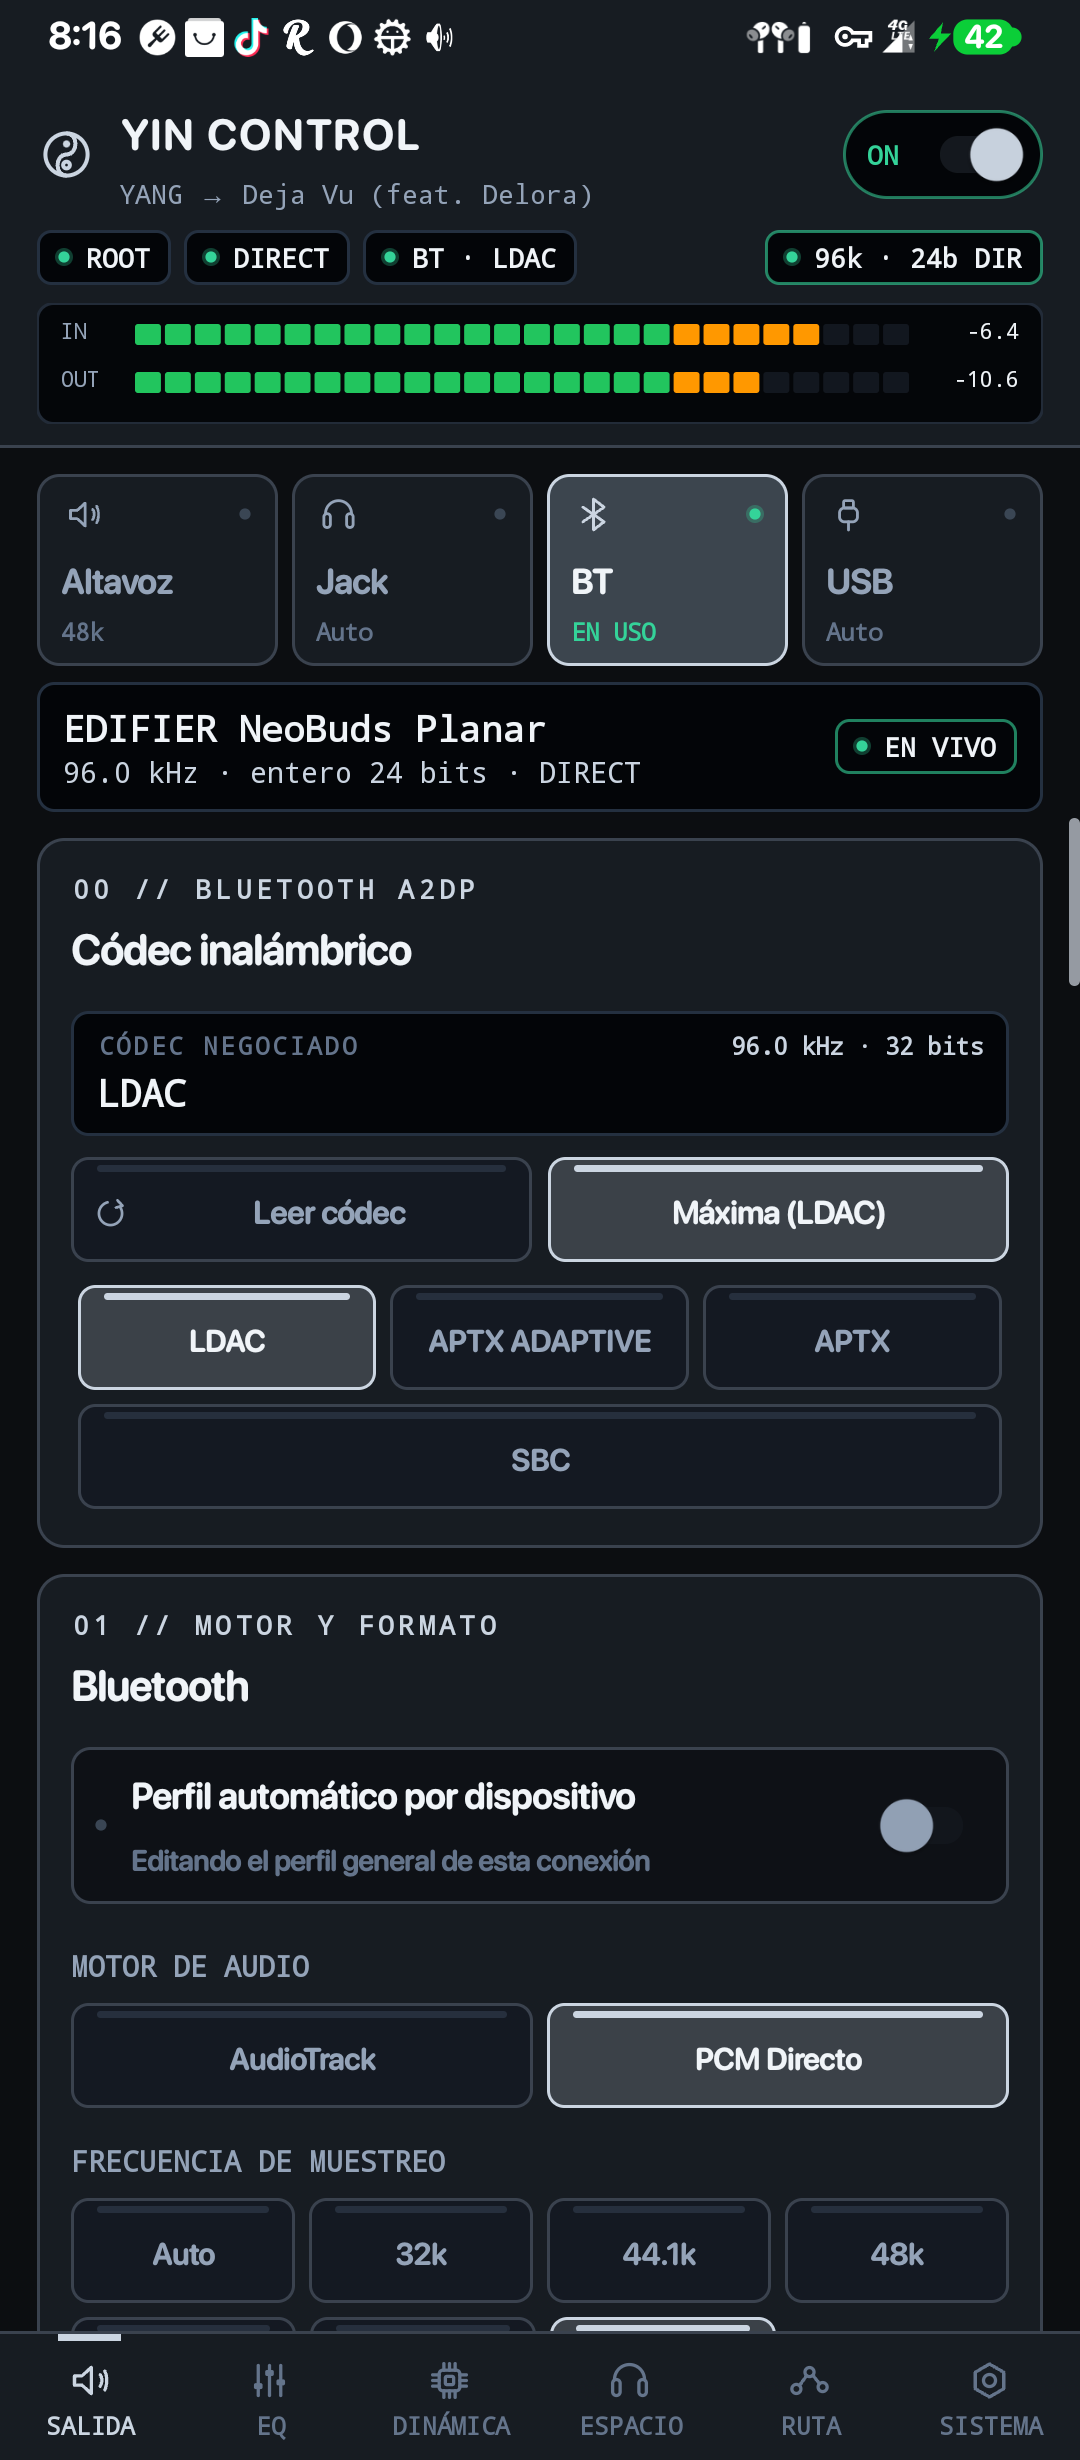 8:16
4G
LTE
42
YIN CONTROL
YANG → Deja Vu (feat. Delora)
ON
ROOT
DIRECT
BT · LDAC
96k · 24b DIR
IN
-6.4
OUT
-10.6
Altavoz
48k
Jack
Auto
BT
EN USO
USB
Auto
EDIFIER NeoBuds Planar
96.0 kHz · entero 24 bits · DIRECT
EN VIVO
00 // BLUETOOTH A2DP
Códec inalámbrico
CÓDEC NEGOCIADO
96.0 kHz · 32 bits
LDAC
Leer códec
Máxima (LDAC)
LDAC
APTX ADAPTIVE
APTX
SBC
01 // MOTOR Y FORMATO
Bluetooth
Perfil automático por dispositivo
Editando el perfil general de esta conexión
MOTOR DE AUDIO
AudioTrack
PCM Directo
FRECUENCIA DE MUESTREO
Auto
32k
44.1k
48k
SALIDA
EQ
DINÁMICA
ESPACIO
RUTA
SISTEMA